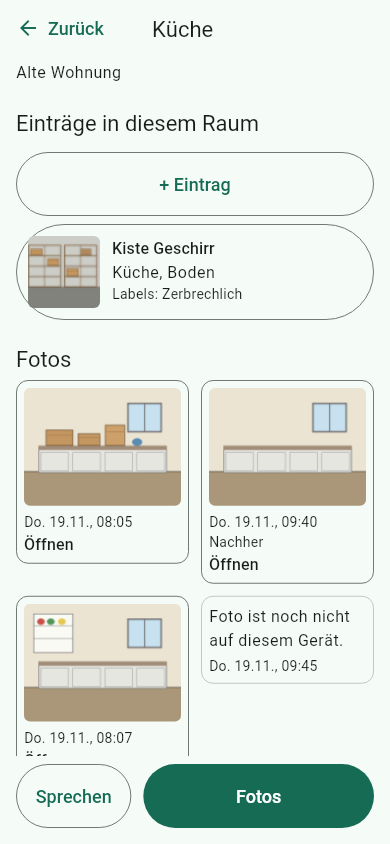 Zurück
Küche
Alte Wohnung
Einträge in diesem Raum
+ Eintrag
Kiste Geschirr
Küche, Boden
Labels: Zerbrechlich
Fotos
Do. 19.11., 08:05
Öffnen
Do. 19.11., 09:40
Nachher
Öffnen
Foto ist noch nicht
auf diesem Gerät.
Do. 19.11., 09:45
Do. 19.11., 08:07
Sprechen
Fotos